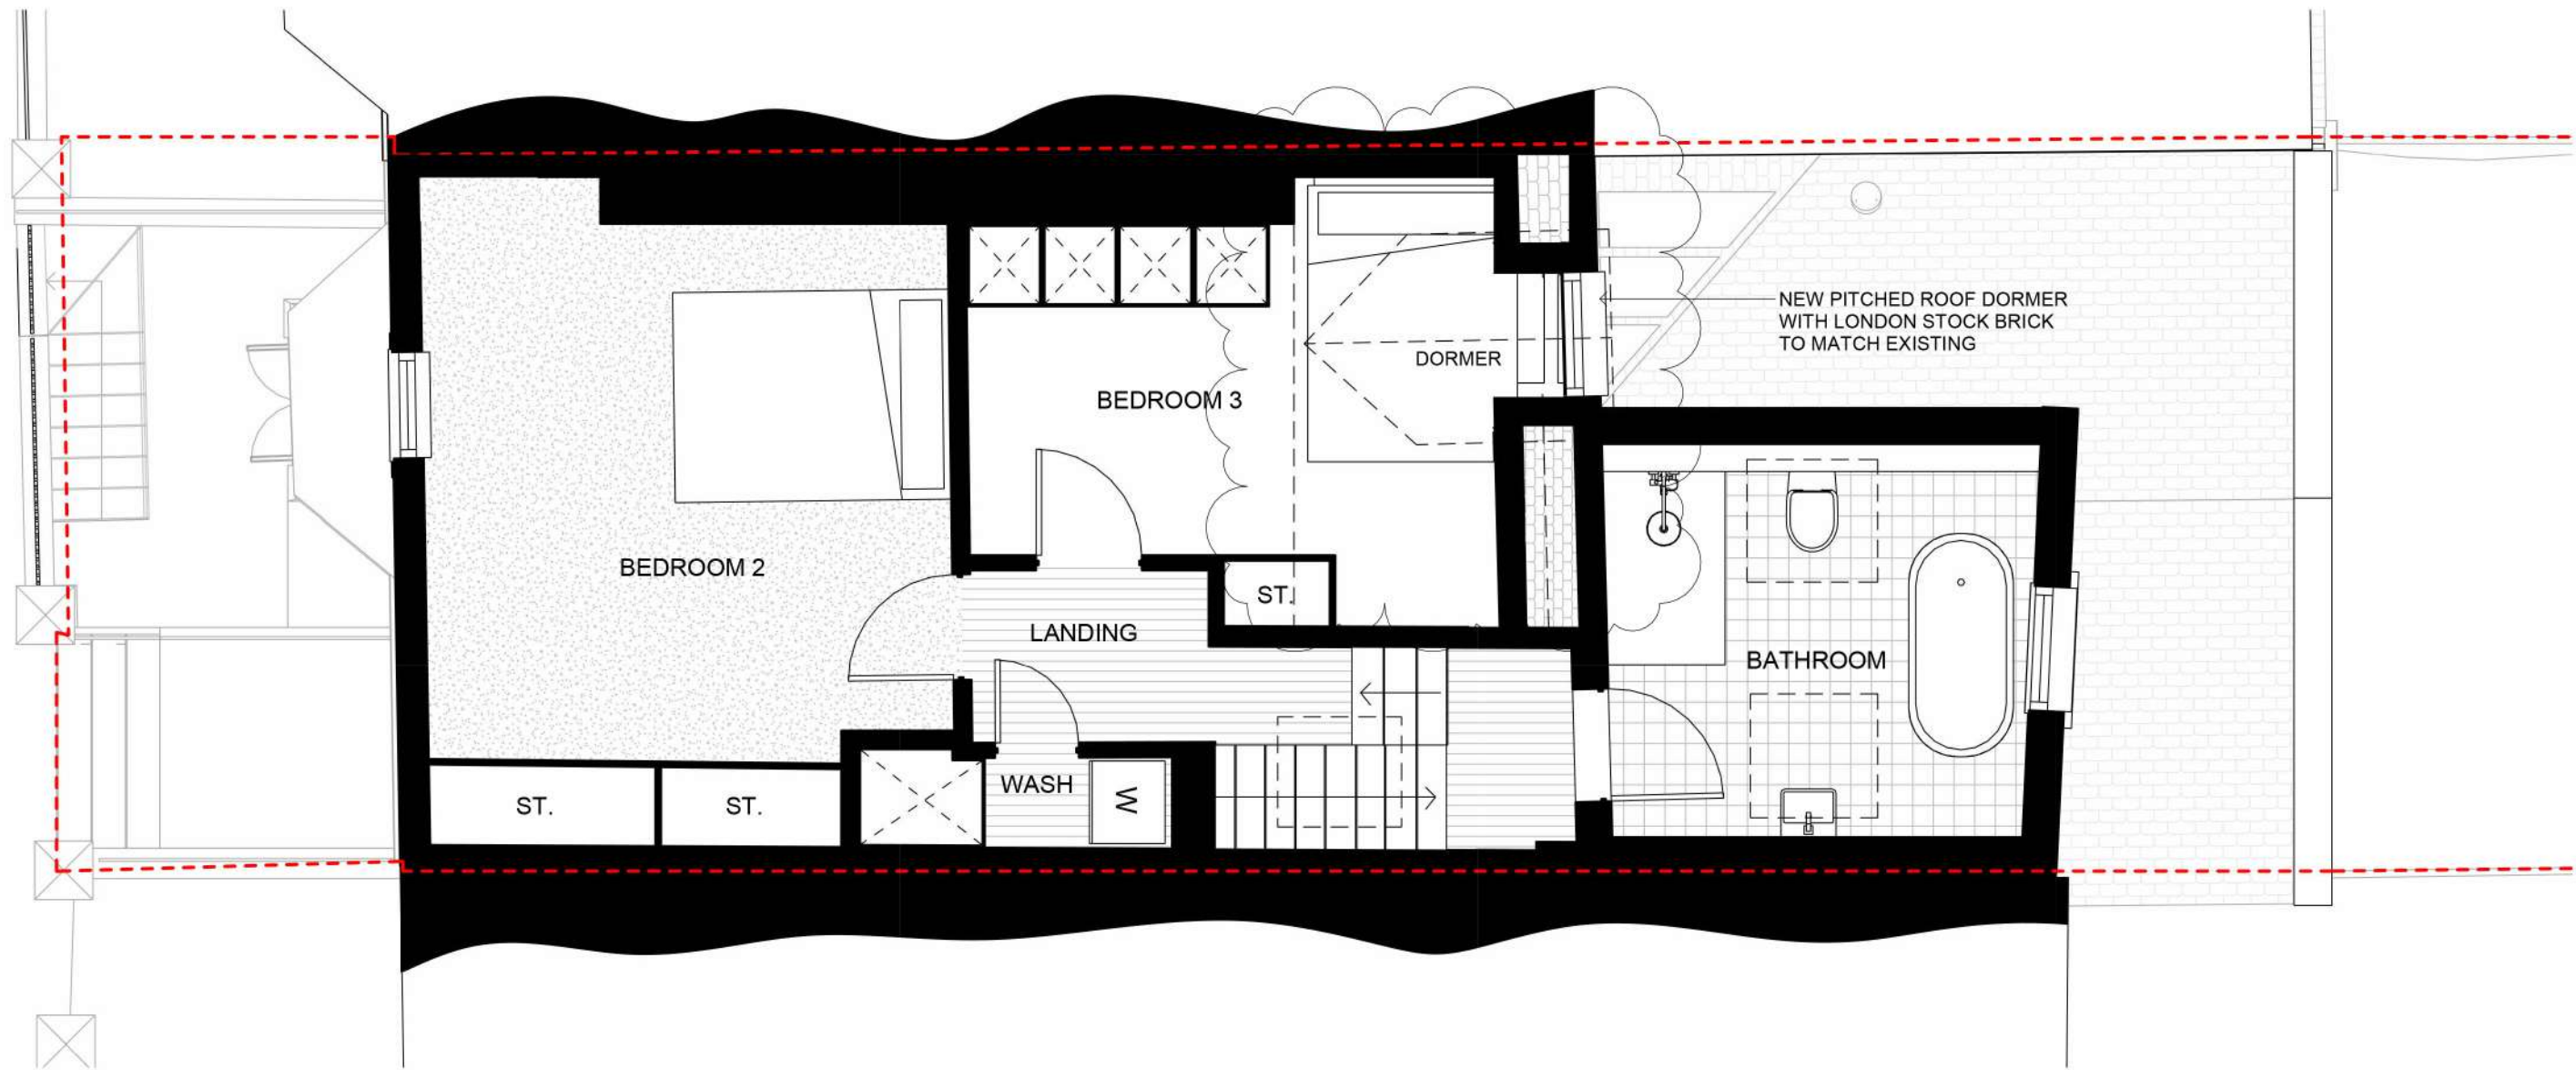 NEW PITCHED ROOF DORMER
WITH LONDON STOCK BRICK
TO MATCH EXISTING
DORMER
BEDROOM 3
BEDROOM 2
ST.
LANDING
BATHROOM
WASH
W
ST.
ST.